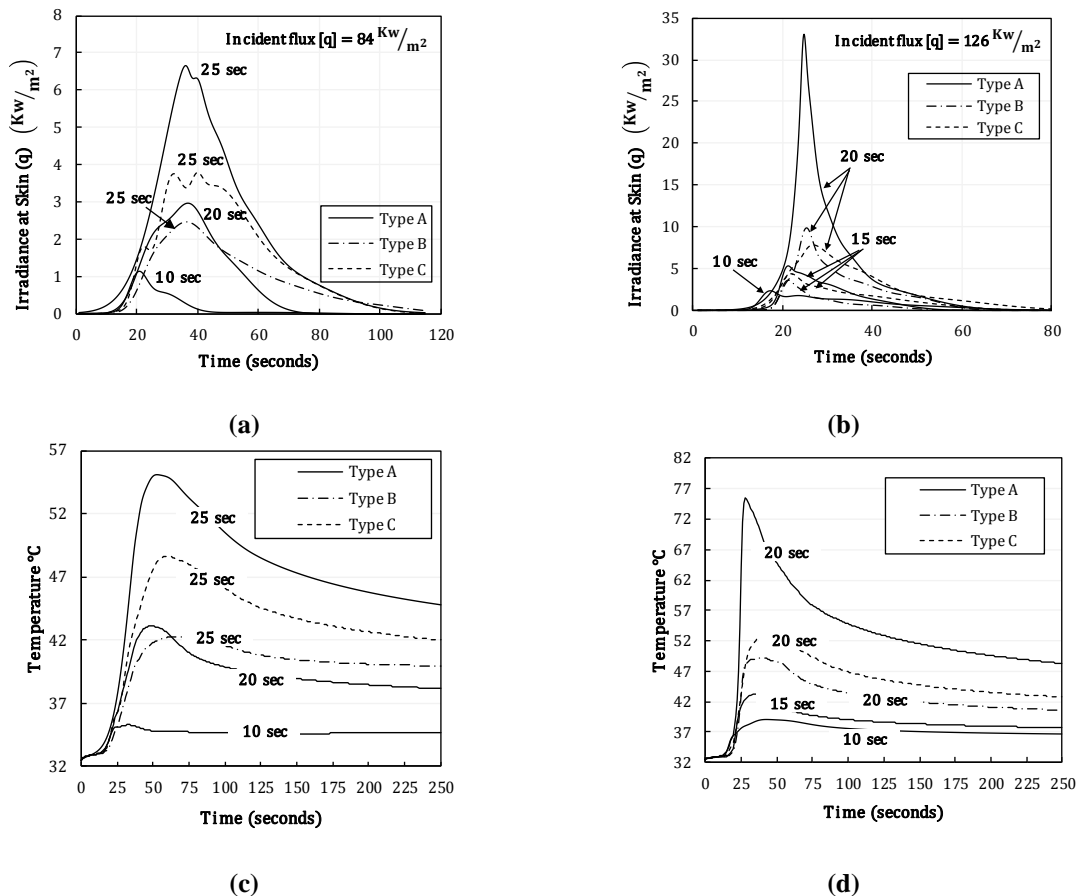 Incident flux [q] = 84 Kw/m²
8
7
6
5
4
3
2
1
0
Irradiance at Skin (q) (Kw/m²)
25 sec
25 sec
25 sec
20 sec
10 sec
Type A
Type B
Type C
0 20 40 60 80 100 120
Time (seconds)
(a)
Incident flux [q] = 126 Kw/m²
35
30
25
20
15
10
5
0
Irradiance at Skin (q) (Kw/m²)
Type A
Type B
Type C
20 sec
15 sec
10 sec
0 20 40 60 80
Time (seconds)
(b)
57
52
47
42
37
32
Temperature °C
Type A
Type B
Type C
25 sec
25 sec
25 sec
20 sec
10 sec
0 25 50 75 100 125 150 175 200 225 250
Time (seconds)
(c)
82
77
72
67
62
57
52
47
42
37
32
Temperature °C
Type A
Type B
Type C
20 sec
20 sec
20 sec
15 sec
10 sec
0 25 50 75 100 125 150 175 200 225 250
Time (seconds)
(d)